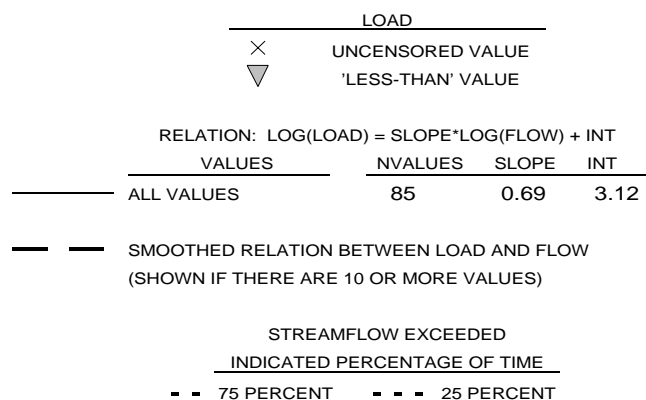 LOAD
UNCENSORED VALUE
'LESS-THAN' VALUE
RELATION: LOG(LOAD) = SLOPE*LOG(FLOW) + INT
VALUES NVALUES SLOPE INT
ALL VALUES 85 0.69 3.12
SMOOTHED RELATION BETWEEN LOAD AND FLOW
(SHOWN IF THERE ARE 10 OR MORE VALUES)
STREAMFLOW EXCEEDED
INDICATED PERCENTAGE OF TIME
75 PERCENT 25 PERCENT